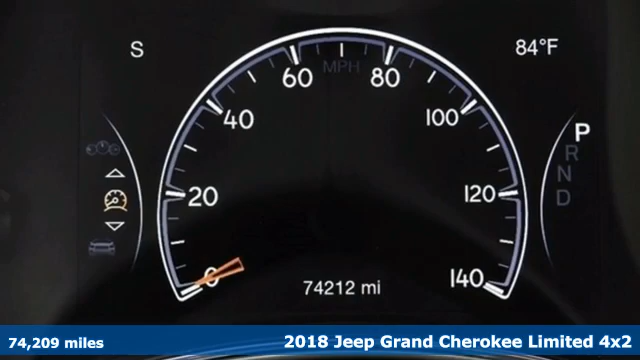 S
84°F
MPH
60
80
40
100
P
R
N
D
20
120
0
140
74212 mi
74,209 miles
2018 Jeep Grand Cherokee Limited 4x2